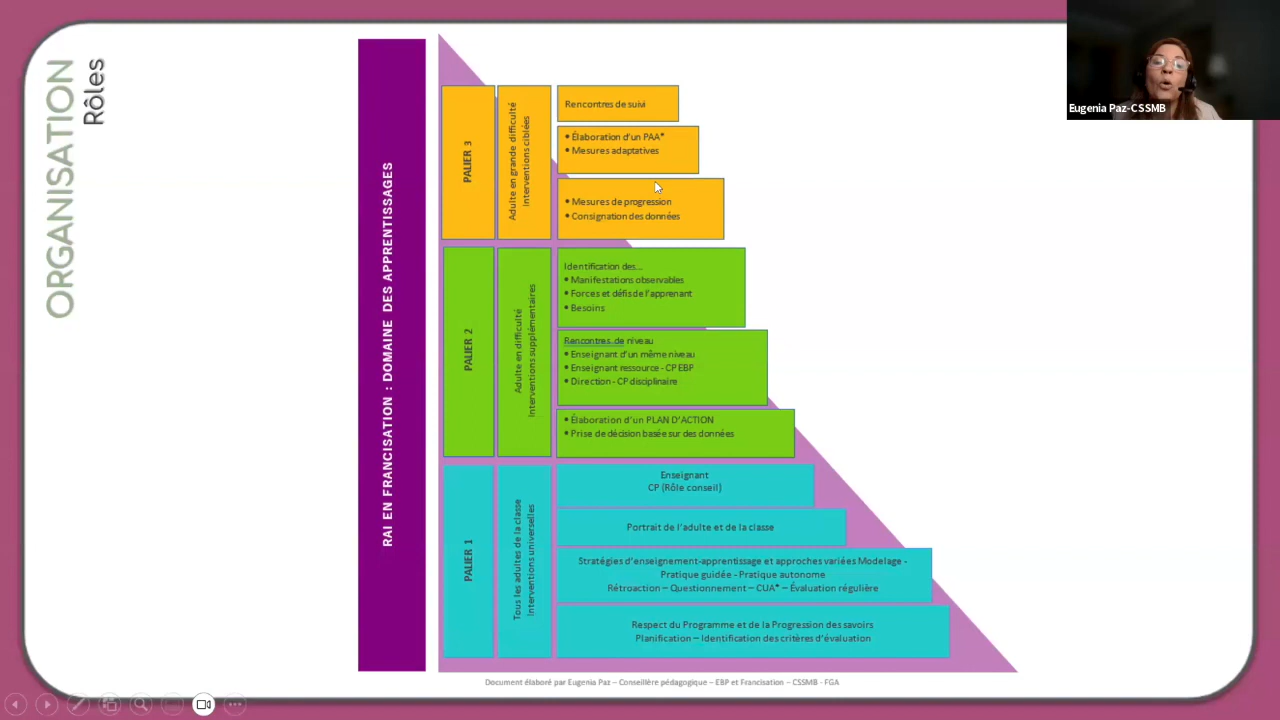 ORGANISATION
Rôles
Eugenia Paz-CSSMB
RAI EN FRANCISATION : DOMAINE DES APPRENTISSAGES
PALIER 3
Adulte en grande difficulté
Interventions ciblées
Rencontres de suivi
• Élaboration d'un PAA*
• Mesures adaptatives
• Mesures de progression
• Consignation des données
PALIER 2
Adulte en difficulté
Interventions supplémentaires
Identification des...
• Manifestations observables
• Forces et défis de l'apprenant
• Besoins
Rencontres de niveau
• Enseignant d'un même niveau
• Enseignant ressource - CP EBP
• Direction - CP disciplinaire
• Élaboration d'un PLAN D'ACTION
• Prise de décision basée sur des données
PALIER 1
Tous les adultes de la classe
Interventions universelles
Enseignant
CP (Rôle conseil)
Portrait de l'adulte et de la classe
Stratégies d'enseignement-apprentissage et approches variées Modelage -
Pratique guidée - Pratique autonome
Rétroaction – Questionnement – CUA* – Évaluation régulière
Respect du Programme et de la Progression des savoirs
Planification – Identification des critères d'évaluation
Document élaboré par Eugenia Paz – Conseillère pédagogique – EBP et Francisation – CSSMB - FGA